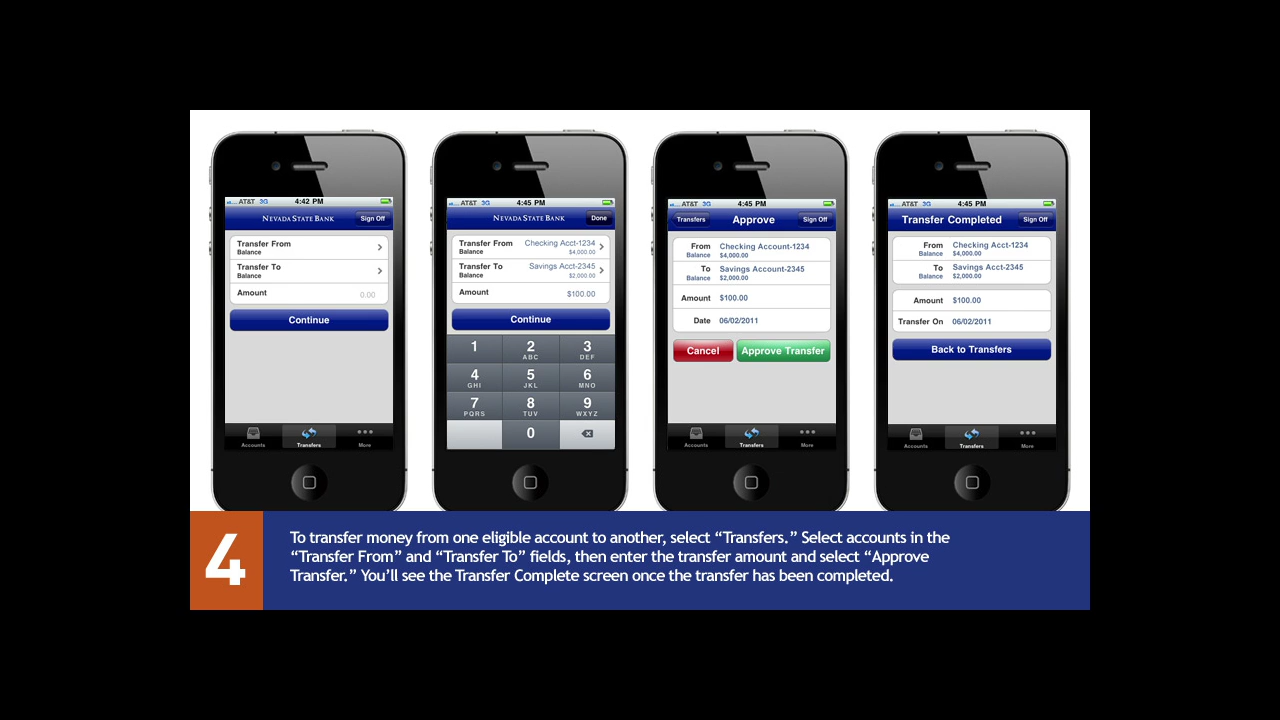 AT&T 3G 4:42 PM
NEVADA STATE BANK Sign Off
Transfer From
Balance
Transfer To
Balance
Amount 0.00
Continue
Accounts Transfers More
AT&T 3G 4:45 PM
NEVADA STATE BANK Done
Transfer From Checking Acct-1234
Balance $4,000.00
Transfer To Savings Acct-2345
Balance $2,000.00
Amount $100.00
Continue
1 2 3
ABC DEF
4 5 6
GHI JKL MNO
7 8 9
PQRS TUV WXYZ
0
AT&T 3G 4:45 PM
Transfers Approve Sign Off
From Checking Account-1234
Balance $4,000.00
To Savings Account-2345
Balance $2,000.00
Amount $100.00
Date 06/02/2011
Cancel Approve Transfer
Accounts Transfers More
AT&T 3G 4:45 PM
Transfer Completed Sign Off
From Checking Acct-1234
Balance $4,000.00
To Savings Acct-2345
Balance $2,000.00
Amount $100.00
Transfer On 06/02/2011
Back to Transfers
Accounts Transfers More
4
To transfer money from one eligible account to another, select “Transfers.” Select accounts in the
“Transfer From” and “Transfer To” fields, then enter the transfer amount and select “Approve
Transfer.” You’ll see the Transfer Complete screen once the transfer has been completed.